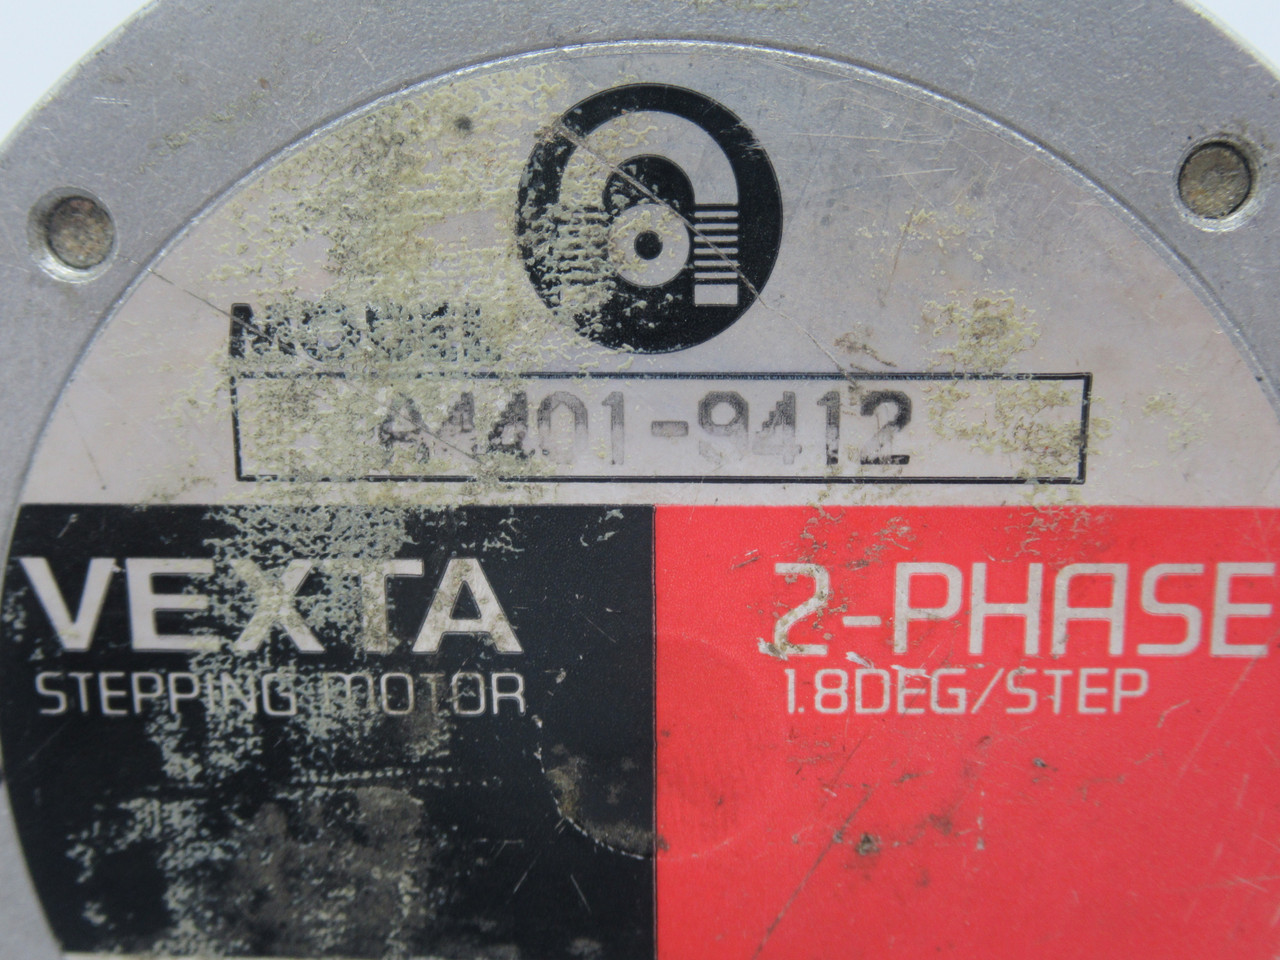 MODEL
A4401-9412
VEXTA
STEPPING MOTOR
2-PHASE
1.8DEG/STEP